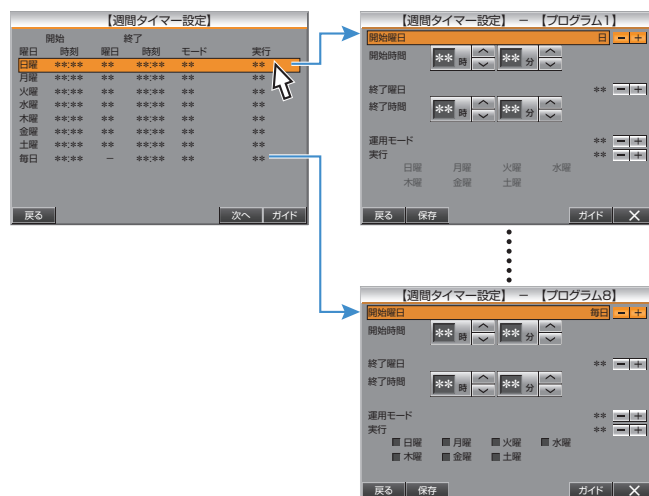 【週間タイマー設定】
開始 終了
曜日 時刻 曜日 時刻 モード 実行
日曜 **:** ** **:** ** **
月曜 **:** ** **:** ** **
火曜 **:** ** **:** ** **
水曜 **:** ** **:** ** **
木曜 **:** ** **:** ** **
金曜 **:** ** **:** ** **
土曜 **:** ** **:** ** **
毎日 **:** － **:** ** **
戻る 次へ ガイド
【週間タイマー設定】 － 【プログラム1】
開始曜日 日 － ＋
開始時間 ** 時 ** 分
終了曜日 ** － ＋
終了時間 ** 時 ** 分
運用モード ** － ＋
実行 ** － ＋
日曜 月曜 火曜 水曜
木曜 金曜 土曜
戻る 保存 ガイド ×
【週間タイマー設定】 － 【プログラム8】
開始曜日 毎日 － ＋
開始時間 ** 時 ** 分
終了曜日 ** － ＋
終了時間 ** 時 ** 分
運用モード ** － ＋
実行 ** － ＋
日曜 月曜 火曜 水曜
木曜 金曜 土曜
戻る 保存 ガイド ×